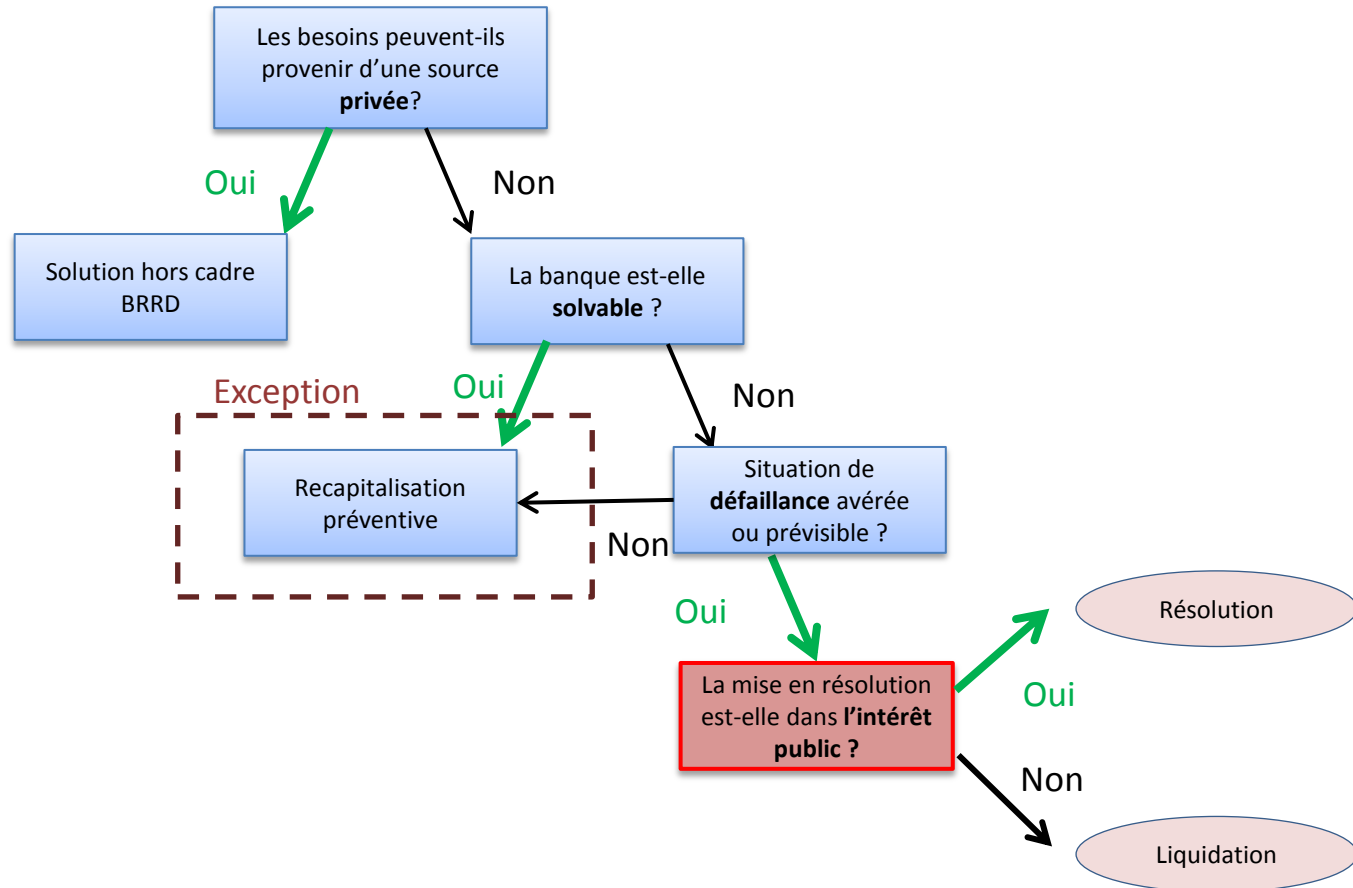 Les besoins peuvent-ils
provenir d’une source
privée?
Oui
Non
Solution hors cadre
BRRD
La banque est-elle
solvable ?
Exception
Oui
Non
Recapitalisation
préventive
Situation de
défaillance avérée
ou prévisible ?
Non
Oui
Résolution
La mise en résolution
est-elle dans l’intérêt
public ?
Oui
Non
Liquidation